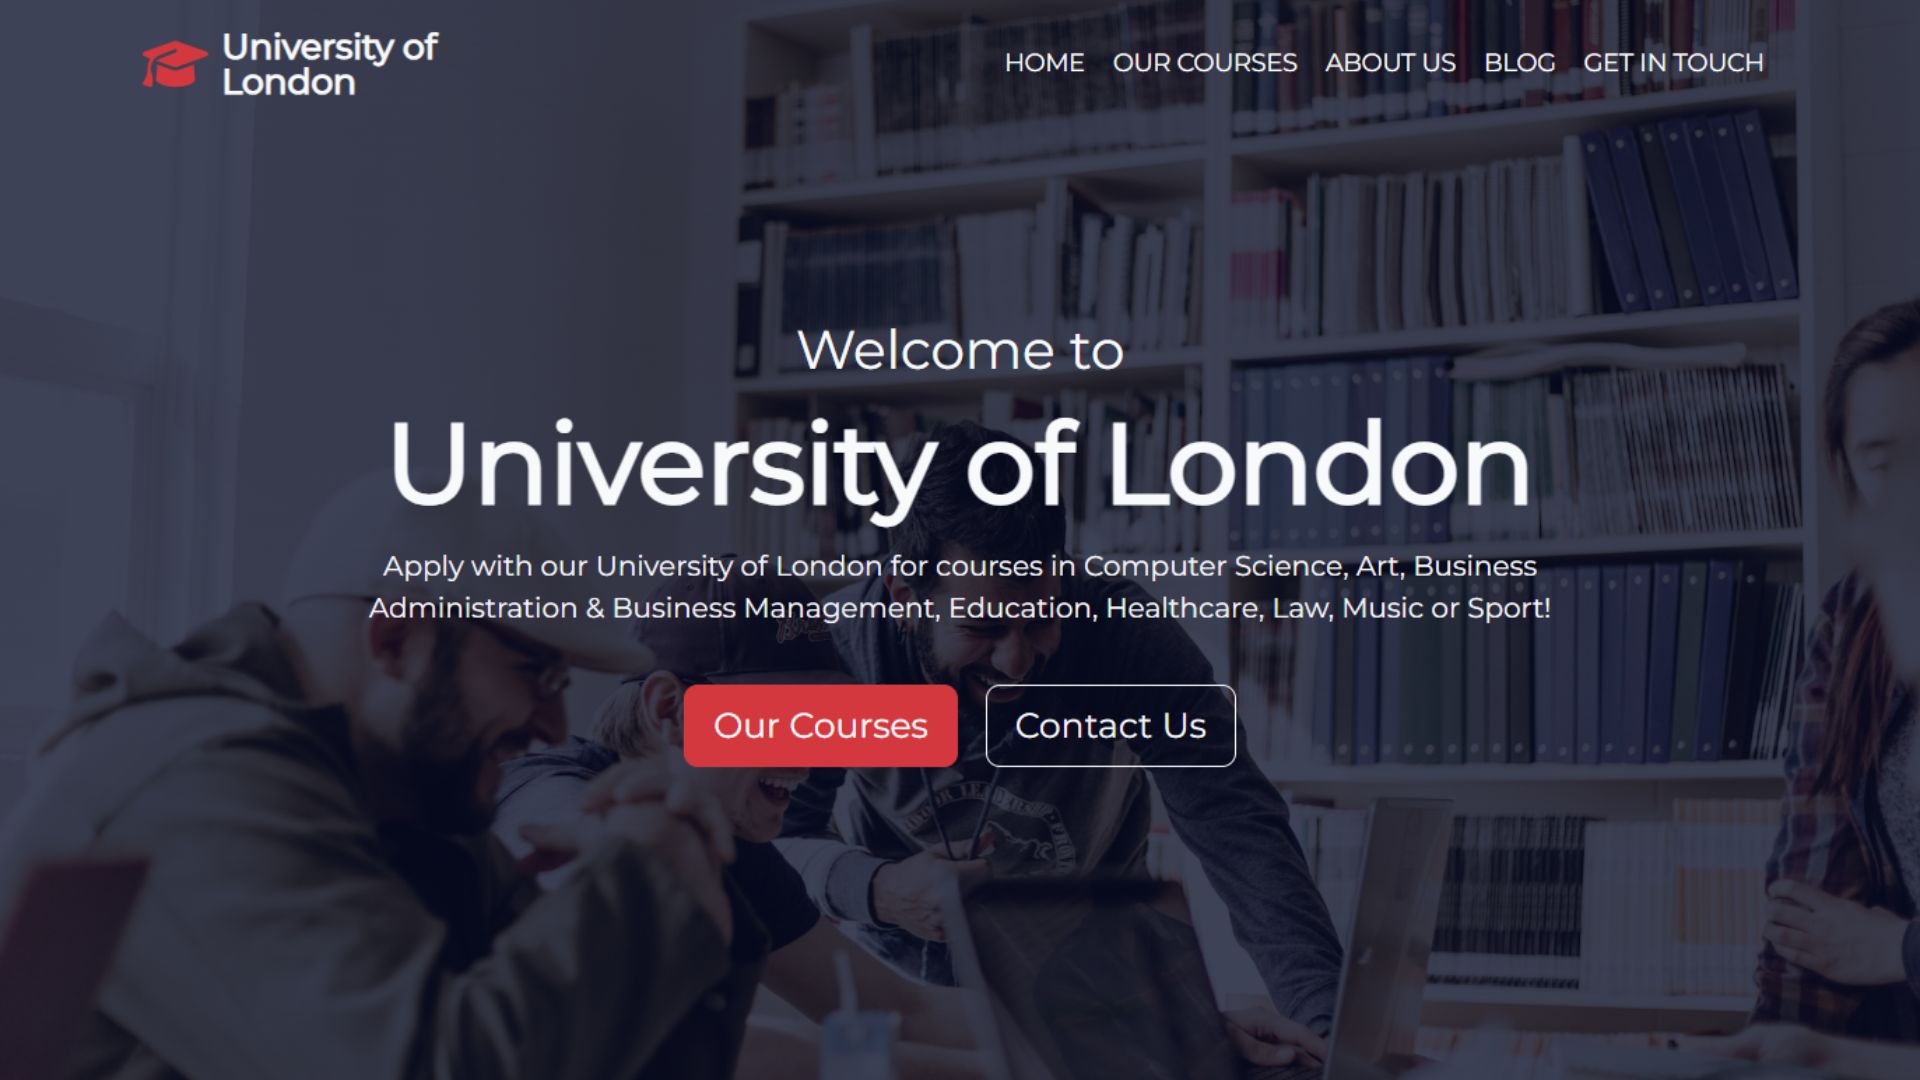 University of
London
HOME OUR COURSES ABOUT US BLOG GET IN TOUCH
Welcome to
University of London
Apply with our University of London for courses in Computer Science, Art, Business
Administration & Business Management, Education, Healthcare, Law, Music or Sport!
Our Courses Contact Us